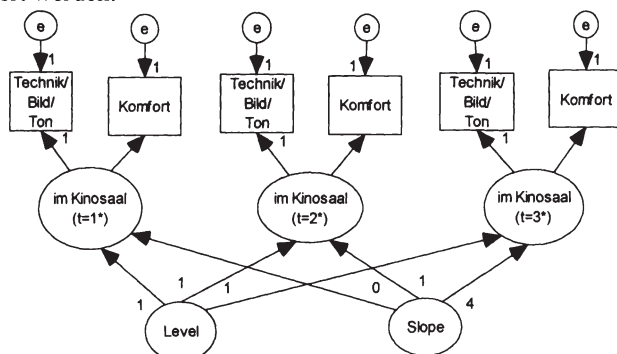 e e e e e e
1 1 1 1 1 1
Technik/ Technik/ Technik/
Bild/ Komfort Bild/ Komfort Bild/ Komfort
Ton Ton Ton
1 1 1
im Kinosaal im Kinosaal im Kinosaal
(t=1*) (t=2*) (t=3*)
1 1 1 0 1 4
Level Slope